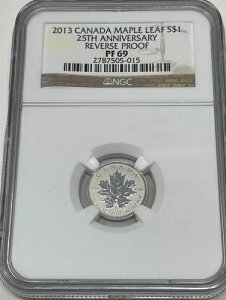 2013 CANADA MAPLE LEAF S$1
25TH ANNIVERSARY
REVERSE PROOF
PF 69
2787505-015
NGC